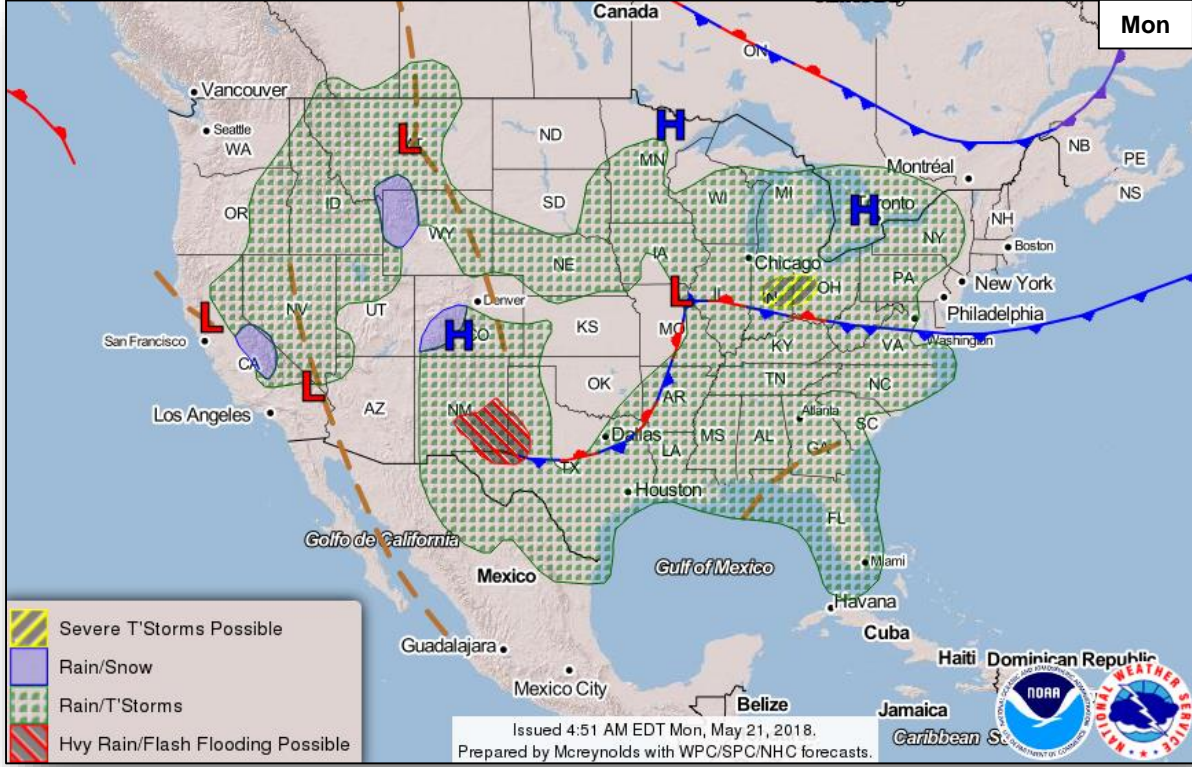 Canada
Mon
ON
Vancouver
Seattle
WA
ND
MN
Montréal
NB
PE
NS
OR
ID
SD
WI
MI
Toronto
NH
WY
NY
Boston
IA
Chicago
NE
PA
New York
NV
UT
Denver
IL
IN
OH
Philadelphia
San Francisco
CO
KS
MO
KY
VA
Washington
CA
OK
TN
NC
Los Angeles
AZ
NM
AR
Atlanta
SC
Dallas
MS
AL
GA
LA
TX
Houston
FL
Golfo de California
Gulf of Mexico
Miami
Mexico
Havana
Cuba
Guadalajara
Haiti
Dominican Republic
Mexico City
Belize
Jamaica
Caribbean
H
H
H
L
L
L
L
Severe T'Storms Possible
Rain/Snow
Rain/T'Storms
Hvy Rain/Flash Flooding Possible
Issued 4:51 AM EDT Mon, May 21, 2018.
Prepared by Mcreynolds with WPC/SPC/NHC forecasts.
NOAA
NATIONAL WEATHER SERVICE